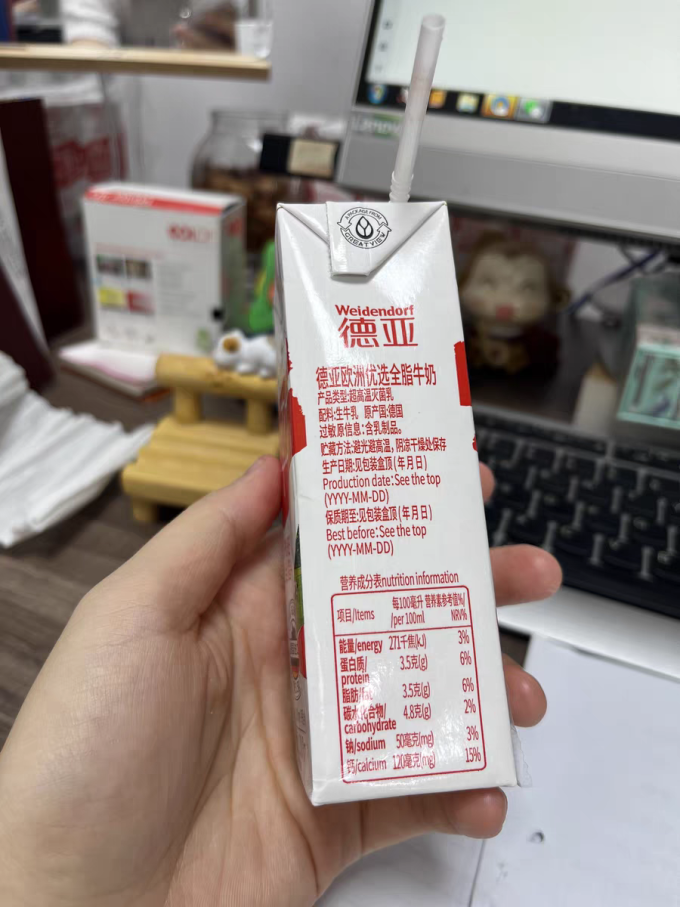 A PACKAGE FROM
GREATVIEW
Weidendorf
德亚
德亚欧洲优选全脂牛奶
产品类型:超高温灭菌乳
配料:生牛乳 原产国:德国
过敏原信息:含乳制品。
贮藏方法:避光避高温，阴凉干燥处保存
生产日期:见包装盒顶(年月日)
Production date:See the top
(YYYY-MM-DD)
保质期至:见包装盒顶(年月日)
Best before:See the top
(YYYY-MM-DD)
营养成分表nutrition information
项目/Items 每100毫升/per 100ml 营养素参考值%/NRV%
能量/energy 271千焦(kJ) 3%
蛋白质/protein 3.5克(g) 6%
脂肪/fat 3.5克(g) 6%
碳水化合物/carbohydrate 4.8克(g) 2%
钠/sodium 50毫克(mg) 3%
钙/calcium 120毫克(mg) 15%